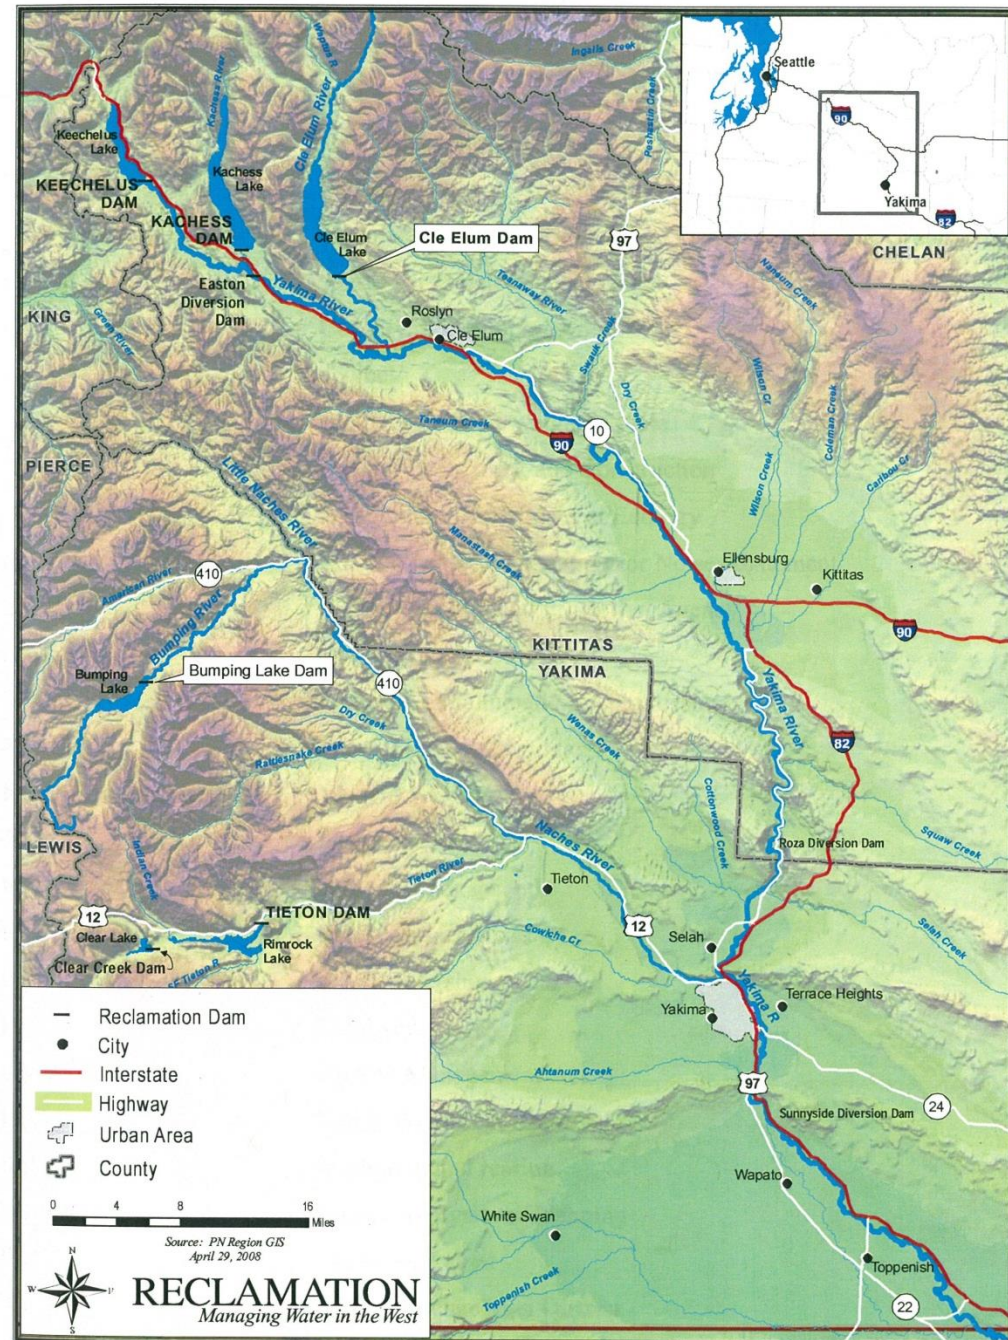 Seattle
90
Yakima
82
CHELAN
Ingalls Creek
Peshastin Creek
Waptus R
Cle Elum River
Kachess River
Keechelus
Lake
KEECHELUS
DAM
Kachess
Lake
KACHESS
DAM
Cle Elum
Lake
Cle Elum Dam
97
Easton
Diversion
Dam
Yakima River
Roslyn
Cle Elum
Teanaway River
Nanaum Creek
KING
Green River
Swauk Creek
Dry Creek
Wilson Cr
Coleman Creek
Caribou Cr
Wilson Creek
Taneum Creek
90
10
PIERCE
Little Naches River
Manastash Creek
Ellensburg
Kittitas
American River
410
Bumping River
90
KITTITAS
YAKIMA
Bumping
Lake
Bumping Lake Dam
410
Yakima River
82
Dry Creek
Rattlesnake Creek
Wenas Creek
Cottonwood Creek
Squaw Creek
LEWIS
Indian Creek
Naches River
Roza Diversion Dam
Tieton River
Tieton
12
TIETON DAM
Clear Lake
Rimrock
Lake
Clear Creek Dam
SF Tieton R
Cowiche Cr
12
Selah
Selah Creek
Yakima R
Terrace Heights
Yakima
Ahtanum Creek
97
24
Sunnyside Diversion Dam
Wapato
White Swan
Toppenish
Toppenish Creek
22
Reclamation Dam
City
Interstate
Highway
Urban Area
County
0 4 8 16
Miles
Source: PN Region GIS
April 29, 2008
N
W
S
RECLAMATION
Managing Water in the West